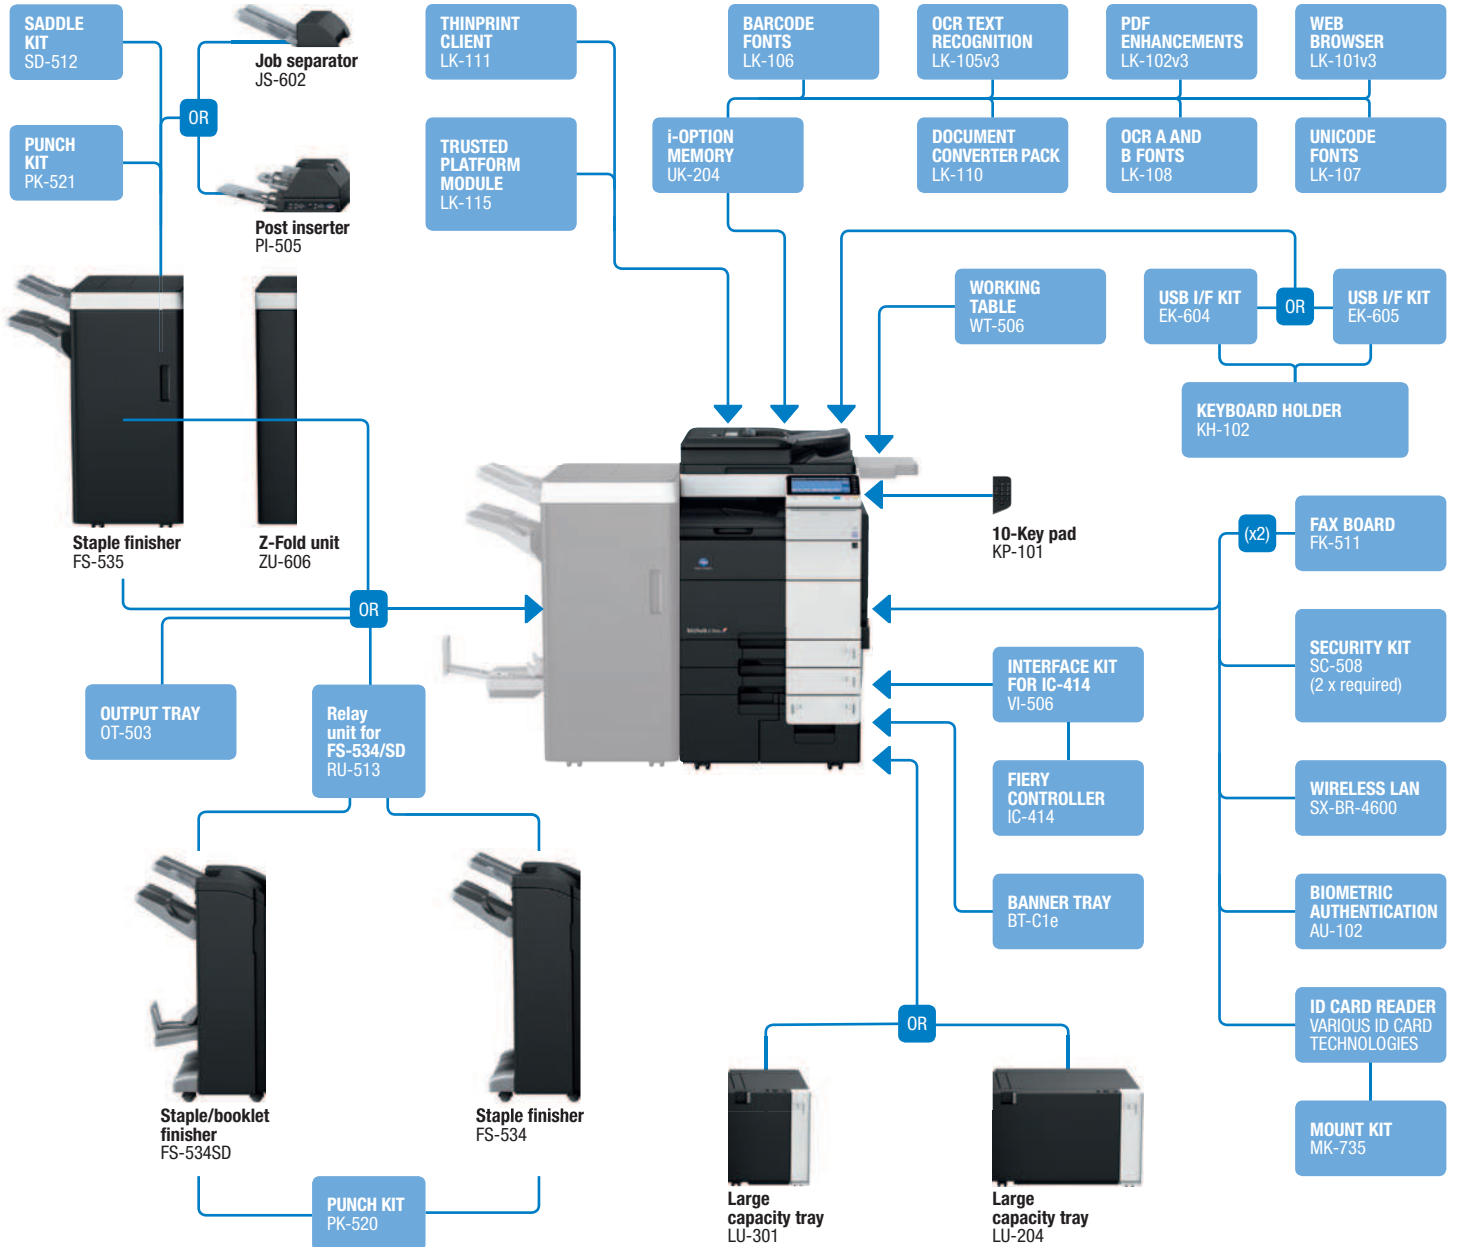 SADDLE
KIT
SD-512
Job separator
JS-602
OR
PUNCH
KIT
PK-521
Post inserter
PI-505
THINPRINT
CLIENT
LK-111
TRUSTED
PLATFORM
MODULE
LK-115
BARCODE
FONTS
LK-106
OCR TEXT
RECOGNITION
LK-105v3
PDF
ENHANCEMENTS
LK-102v3
WEB
BROWSER
LK-101v3
i-OPTION
MEMORY
UK-204
DOCUMENT
CONVERTER PACK
LK-110
OCR A AND
B FONTS
LK-108
UNICODE
FONTS
LK-107
WORKING
TABLE
WT-506
USB I/F KIT
EK-604
OR
USB I/F KIT
EK-605
KEYBOARD HOLDER
KH-102
Staple finisher
FS-535
Z-Fold unit
ZU-606
10-Key pad
KP-101
(x2)
FAX BOARD
FK-511
OR
SECURITY KIT
SC-508
(2 x required)
OUTPUT TRAY
OT-503
Relay
unit for
FS-534/SD
RU-513
INTERFACE KIT
FOR IC-414
VI-506
FIERY
CONTROLLER
IC-414
WIRELESS LAN
SX-BR-4600
BANNER TRAY
BT-C1e
BIOMETRIC
AUTHENTICATION
AU-102
ID CARD READER
VARIOUS ID CARD
TECHNOLOGIES
OR
MOUNT KIT
MK-735
Staple/booklet
finisher
FS-534SD
Staple finisher
FS-534
PUNCH KIT
PK-520
Large
capacity tray
LU-301
Large
capacity tray
LU-204